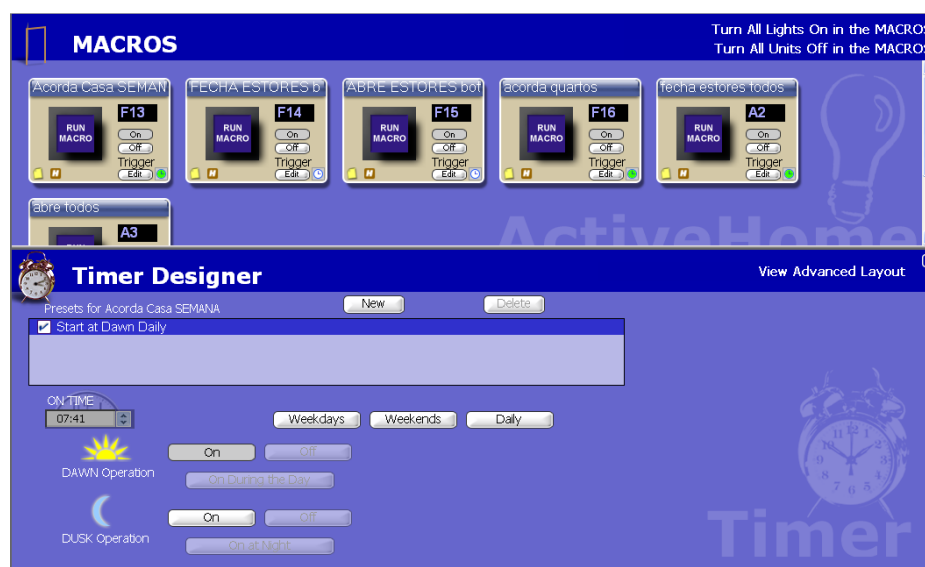 MACROS
Turn All Lights On in the MACROS
Turn All Units Off in the MACROS
Acorda Casa SEMAN
F13
RUN MACRO
On
Off
Trigger
Edit
FECHA ESTORES b
F14
RUN MACRO
On
Off
Trigger
Edit
ABRE ESTORES bot
F15
RUN MACRO
On
Off
Trigger
Edit
acorda quartos
F16
RUN MACRO
On
Off
Trigger
Edit
fecha estores todos
A2
RUN MACRO
On
Off
Trigger
Edit
abre todos
A3
ActiveHome
Timer Designer
View Advanced Layout
Presets for Acorda Casa SEMANA
New
Delete
Start at Dawn Daily
ON TIME
07:41
Weekdays
Weekends
Daily
DAWN Operation
On
Off
On During the Day
DUSK Operation
On
Off
On at Night
Timer